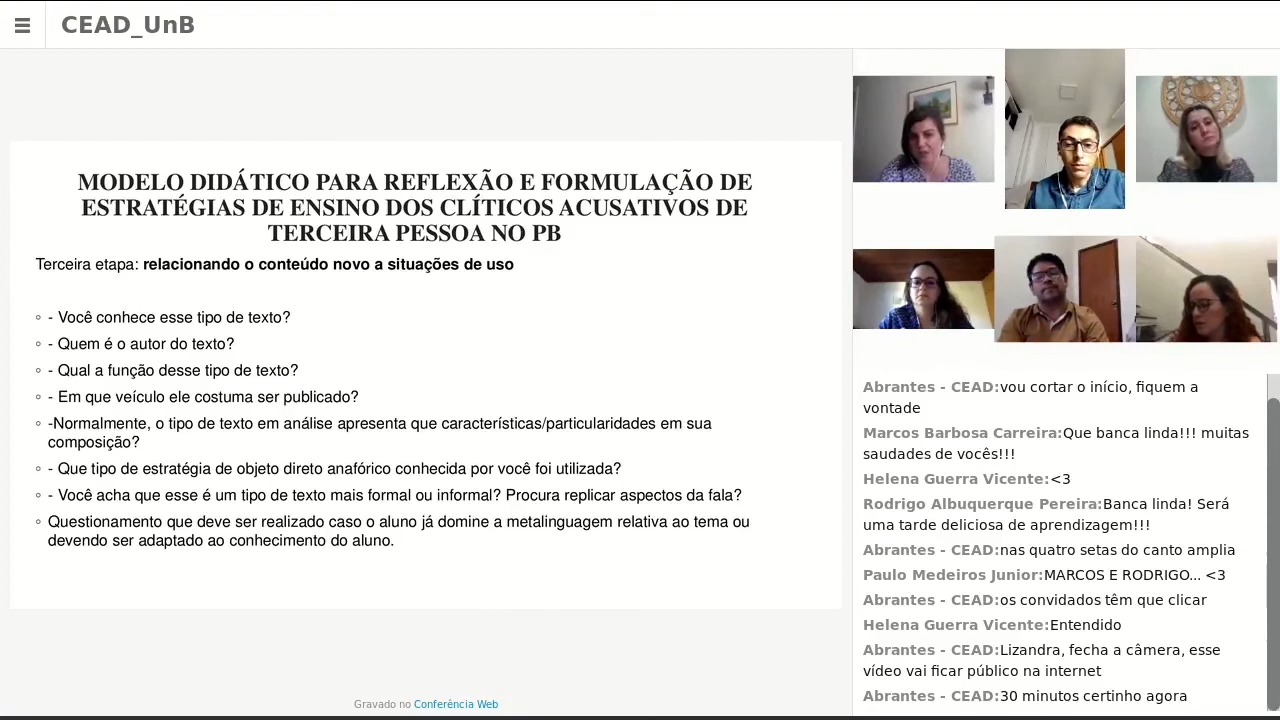 CEAD_UnB
MODELO DIDÁTICO PARA REFLEXÃO E FORMULAÇÃO DE
ESTRATÉGIAS DE ENSINO DOS CLÍTICOS ACUSATIVOS DE
TERCEIRA PESSOA NO PB
Terceira etapa: relacionando o conteúdo novo a situações de uso
- Você conhece esse tipo de texto?
- Quem é o autor do texto?
- Qual a função desse tipo de texto?
- Em que veículo ele costuma ser publicado?
-Normalmente, o tipo de texto em análise apresenta que características/particularidades em sua
composição?
- Que tipo de estratégia de objeto direto anafórico conhecida por você foi utilizada?
- Você acha que esse é um tipo de texto mais formal ou informal? Procura replicar aspectos da fala?
Questionamento que deve ser realizado caso o aluno já domine a metalinguagem relativa ao tema ou
devendo ser adaptado ao conhecimento do aluno.
Gravado no Conferência Web
Abrantes - CEAD:vou cortar o início, fiquem a
vontade
Marcos Barbosa Carreira:Que banca linda!!! muitas
saudades de vocês!!!
Helena Guerra Vicente:<3
Rodrigo Albuquerque Pereira:Banca linda! Será
uma tarde deliciosa de aprendizagem!!!
Abrantes - CEAD:nas quatro setas do canto amplia
Paulo Medeiros Junior:MARCOS E RODRIGO... <3
Abrantes - CEAD:os convidados têm que clicar
Helena Guerra Vicente:Entendido
Abrantes - CEAD:Lizandra, fecha a câmera, esse
vídeo vai ficar público na internet
Abrantes - CEAD:30 minutos certinho agora